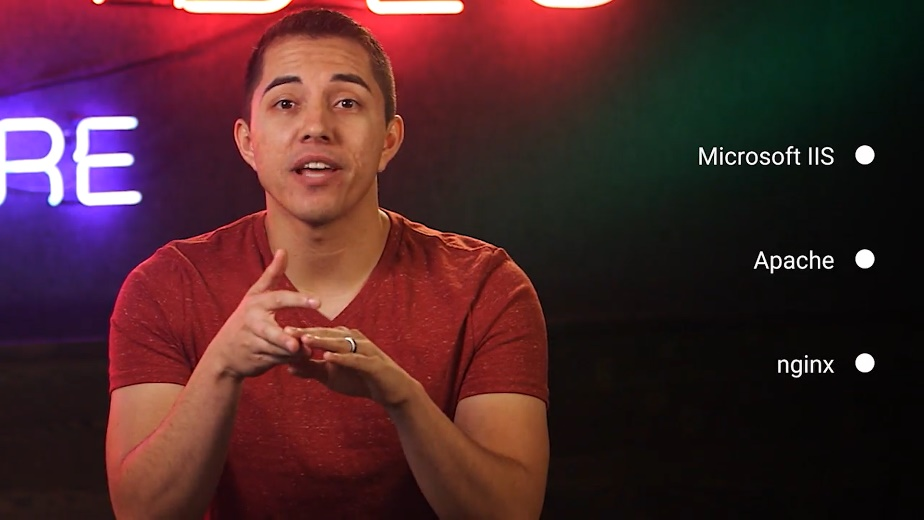 RE
Microsoft IIS
Apache
nginx